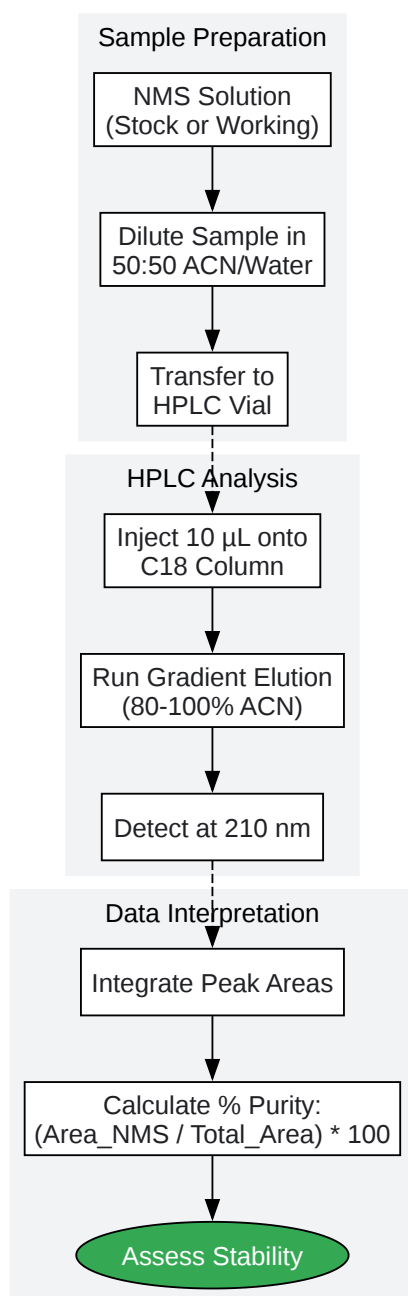 Sample Preparation
NMS Solution
(Stock or Working)
Dilute Sample in
50:50 ACN/Water
Transfer to
HPLC Vial
HPLC Analysis
Inject 10 µL onto
C18 Column
Run Gradient Elution
(80-100% ACN)
Detect at 210 nm
Data Interpretation
Integrate Peak Areas
Calculate % Purity:
(Area_NMS / Total_Area) * 100
Assess Stability